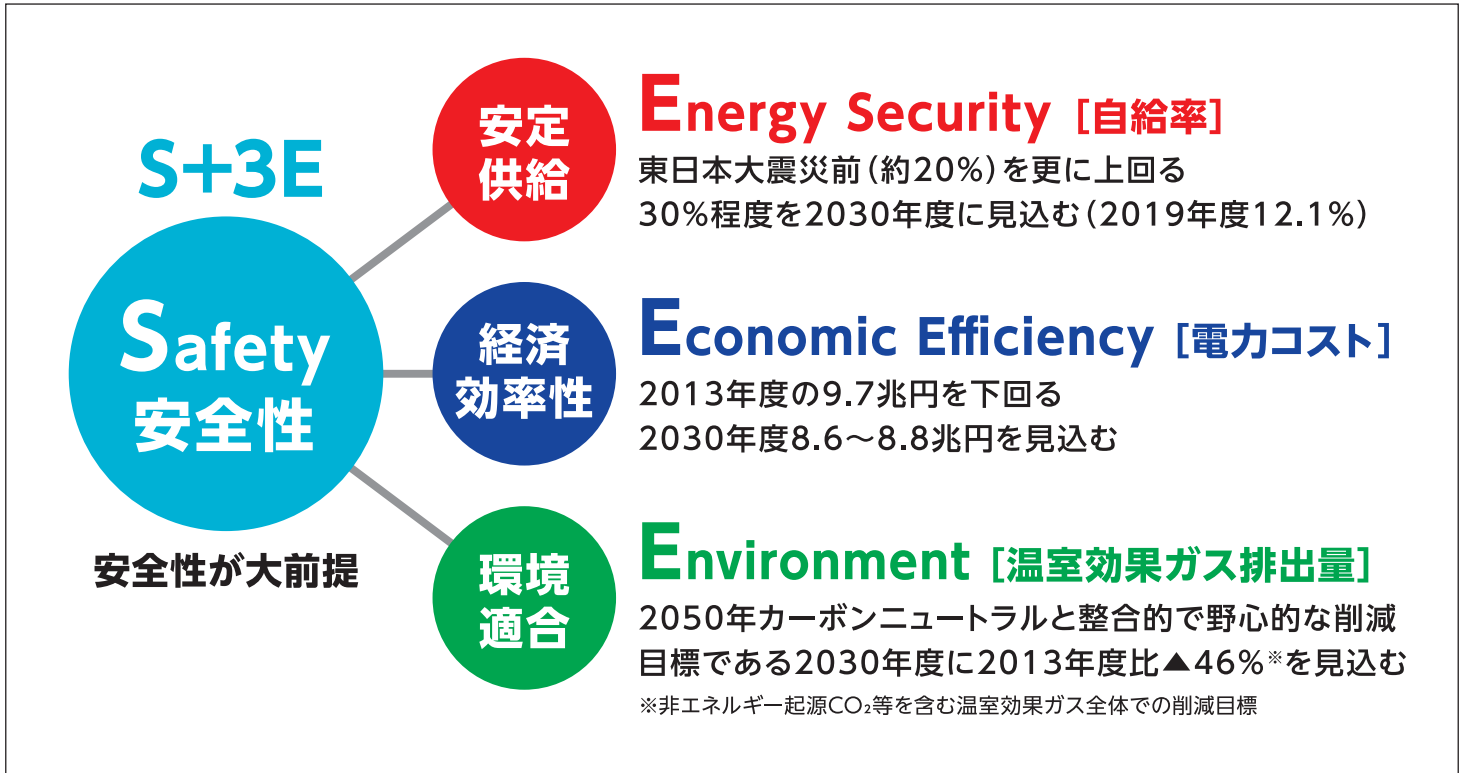 S+3E
Safety
安全性
安全性が大前提
安定
供給
Energy Security [自給率]
東日本大震災前(約20%)を更に上回る
30%程度を2030年度に見込む(2019年度12.1%)
経済
効率性
Economic Efficiency [電力コスト]
2013年度の9.7兆円を下回る
2030年度8.6～8.8兆円を見込む
環境
適合
Environment [温室効果ガス排出量]
2050年カーボンニュートラルと整合的で野心的な削減
目標である2030年度に2013年度比▲46%※を見込む
※非エネルギー起源CO₂等を含む温室効果ガス全体での削減目標